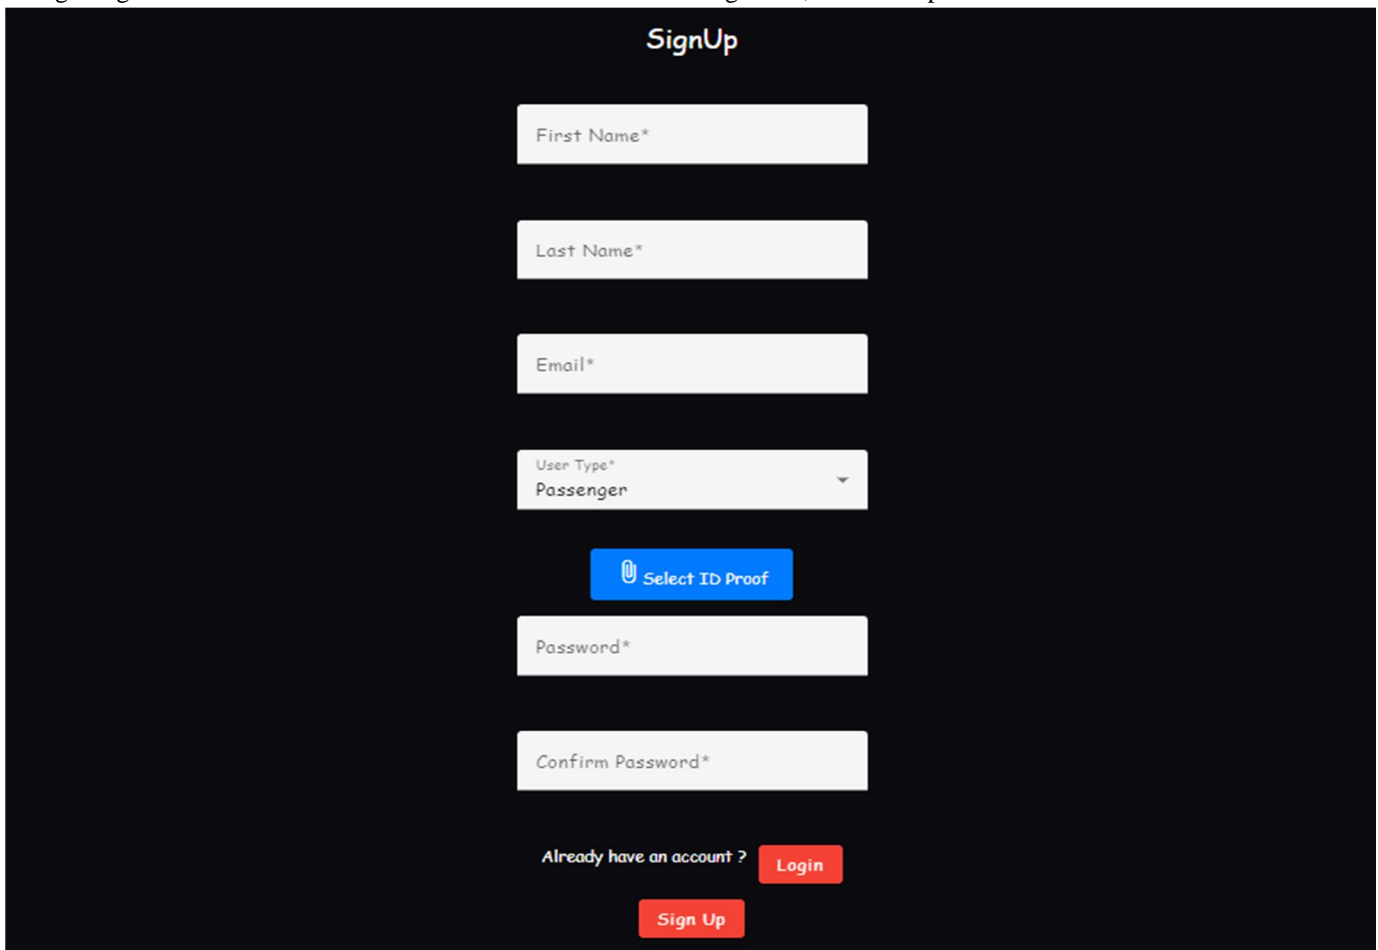 SignUp
First Name*
Last Name*
Email*
User Type*
Passenger
Select ID Proof
Password*
Confirm Password*
Already have an account ? Login
Sign Up